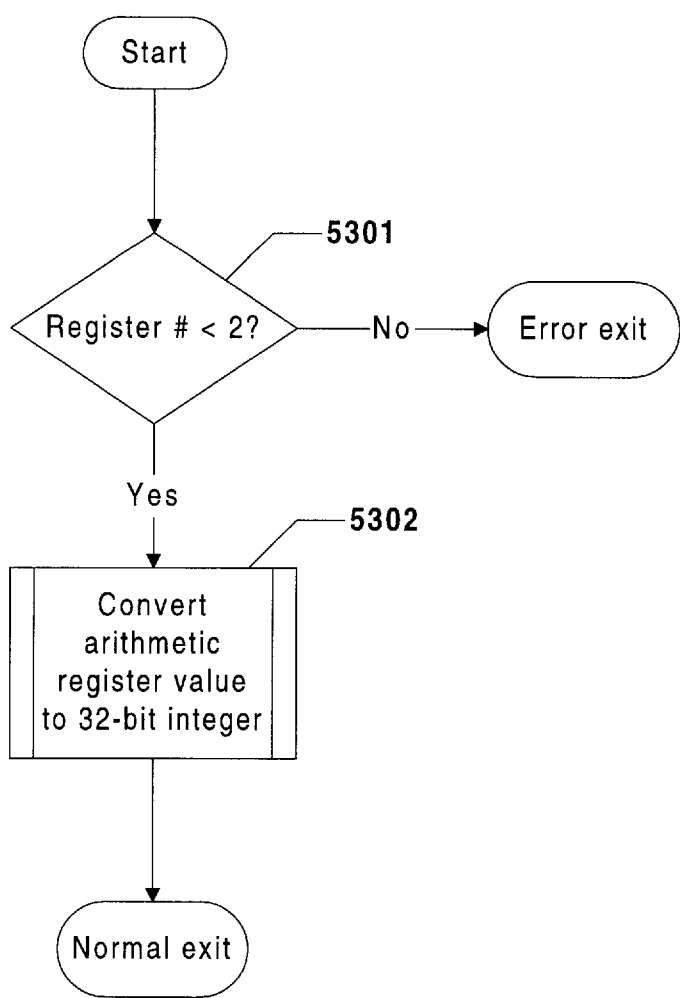 Start
5301
Register # < 2?
No
Error exit
Yes
5302
Convert
arithmetic
register value
to 32-bit integer
Normal exit